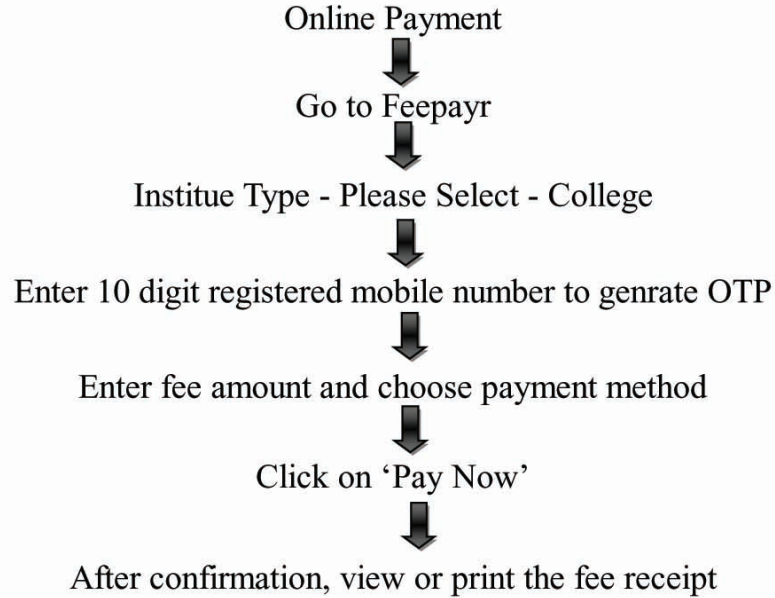 Online Payment
Go to Feepayr
Institue Type - Please Select - College
Enter 10 digit registered mobile number to genrate OTP
Enter fee amount and choose payment method
Click on ‘Pay Now’
After confirmation, view or print the fee receipt